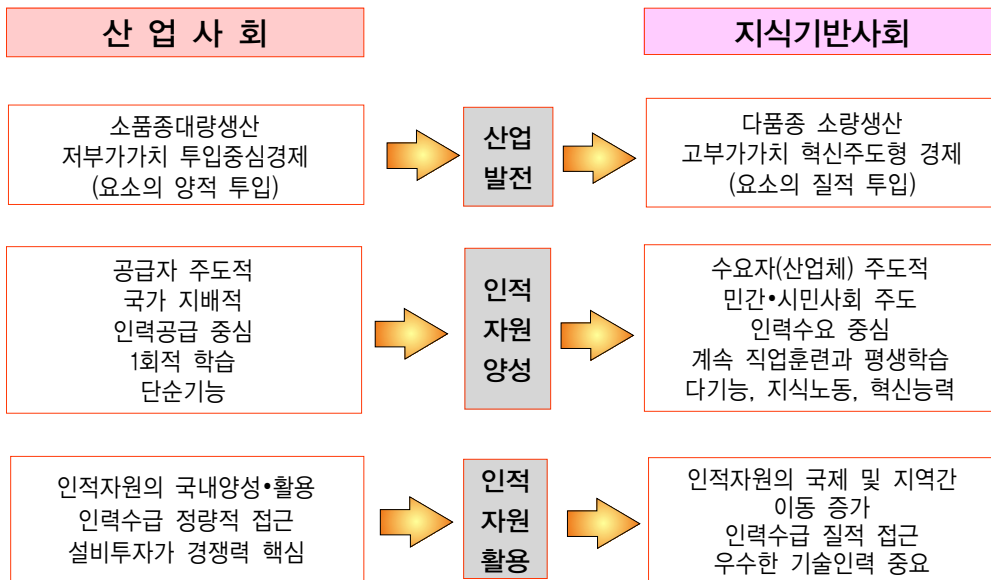 산 업 사 회
지식기반사회
소품종대량생산
저부가가치 투입중심경제
(요소의 양적 투입)
산업
발전
다품종 소량생산
고부가가치 혁신주도형 경제
(요소의 질적 투입)
공급자 주도적
국가 지배적
인력공급 중심
1회적 학습
단순기능
인적
자원
양성
수요자(산업체) 주도적
민간•시민사회 주도
인력수요 중심
계속 직업훈련과 평생학습
다기능, 지식노동, 혁신능력
인적자원의 국내양성•활용
인력수급 정량적 접근
설비투자가 경쟁력 핵심
인적
자원
활용
인적자원의 국제 및 지역간
이동 증가
인력수급 질적 접근
우수한 기술인력 중요